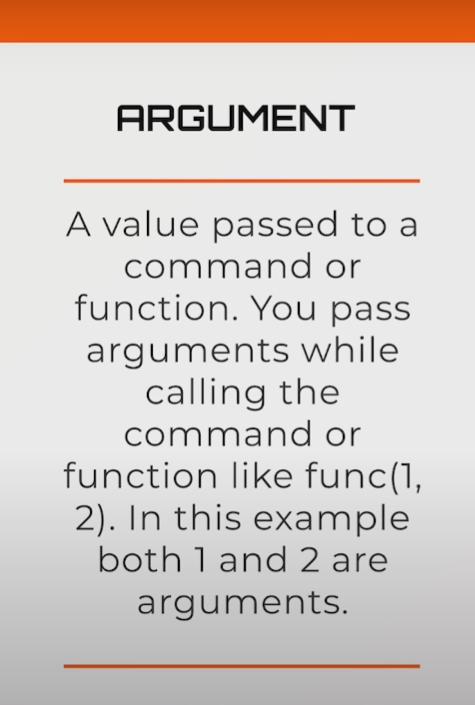 ARGUMENT
A value passed to a
command or
function. You pass
arguments while
calling the
command or
function like func(1,
2). In this example
both 1 and 2 are
arguments.